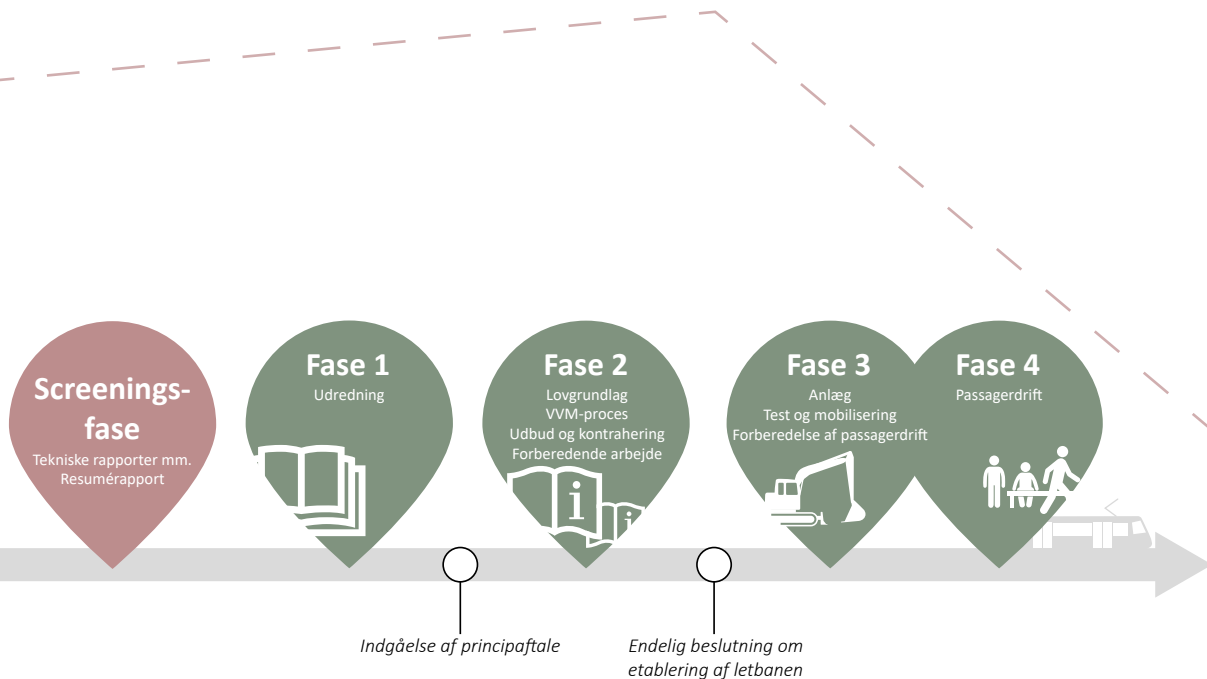 Screenings-
fase
Tekniske rapporter mm.
Resumérapport
Fase 1
Udredning
Fase 2
Lovgrundlag
VVM-proces
Udbud og kontrahering
Forberedende arbejde
i
i
Fase 3
Anlæg
Test og mobilisering
Forberedelse af passagerdrift
Fase 4
Passagerdrift
Indgåelse af principaftale
Endelig beslutning om
etablering af letbanen